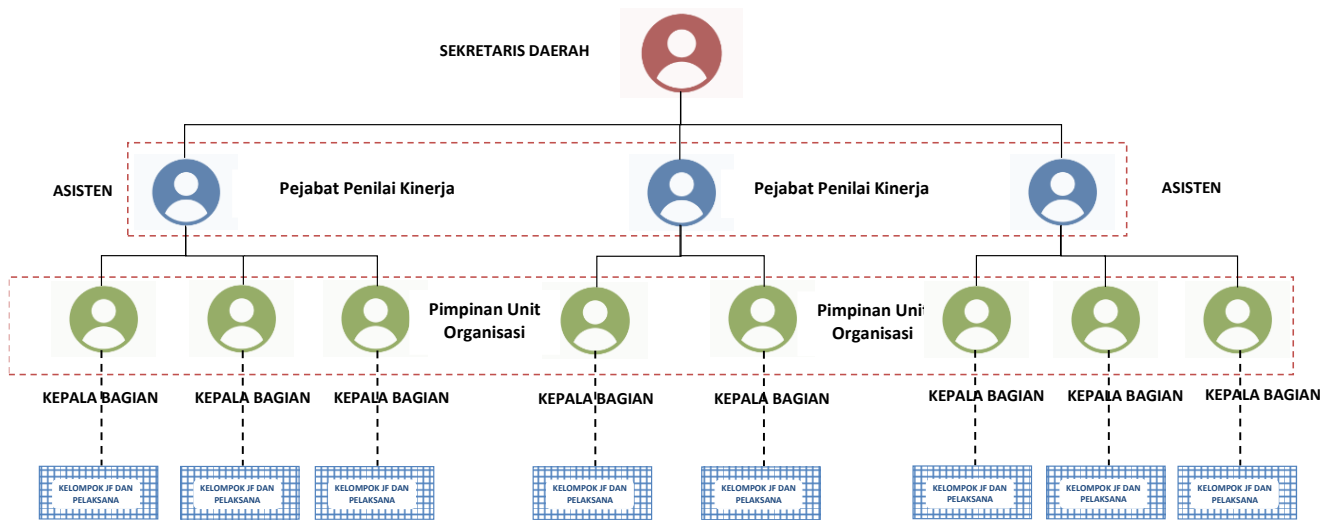 SEKRETARIS DAERAH
ASISTEN
Pejabat Penilai Kinerja
Pejabat Penilai Kinerja
ASISTEN
Pimpinan Unit
Organisasi
Pimpinan Unit
Organisasi
KEPALA BAGIAN
KEPALA BAGIAN
KEPALA BAGIAN
KEPALA BAGIAN
KEPALA BAGIAN
KEPALA BAGIAN
KEPALA BAGIAN
KEPALA BAGIAN
KELOMPOK JF DAN
PELAKSANA
KELOMPOK JF DAN
PELAKSANA
KELOMPOK JF DAN
PELAKSANA
KELOMPOK JF DAN
PELAKSANA
KELOMPOK JF DAN
PELAKSANA
KELOMPOK JF DAN
PELAKSANA
KELOMPOK JF DAN
PELAKSANA
KELOMPOK JF DAN
PELAKSANA